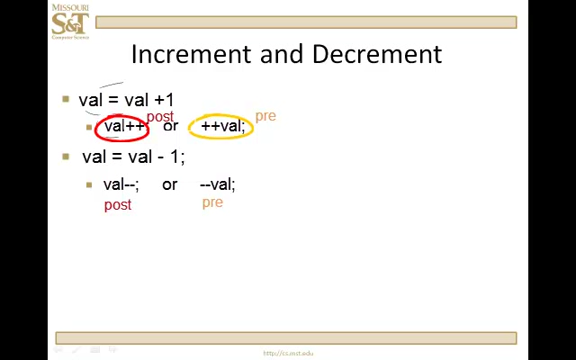 MISSOURI
S&T
Computer Science
Increment and Decrement
val = val +1
post
pre
val++ or ++val;
val = val - 1;
val--; or --val;
post pre
http://cs.mst.edu